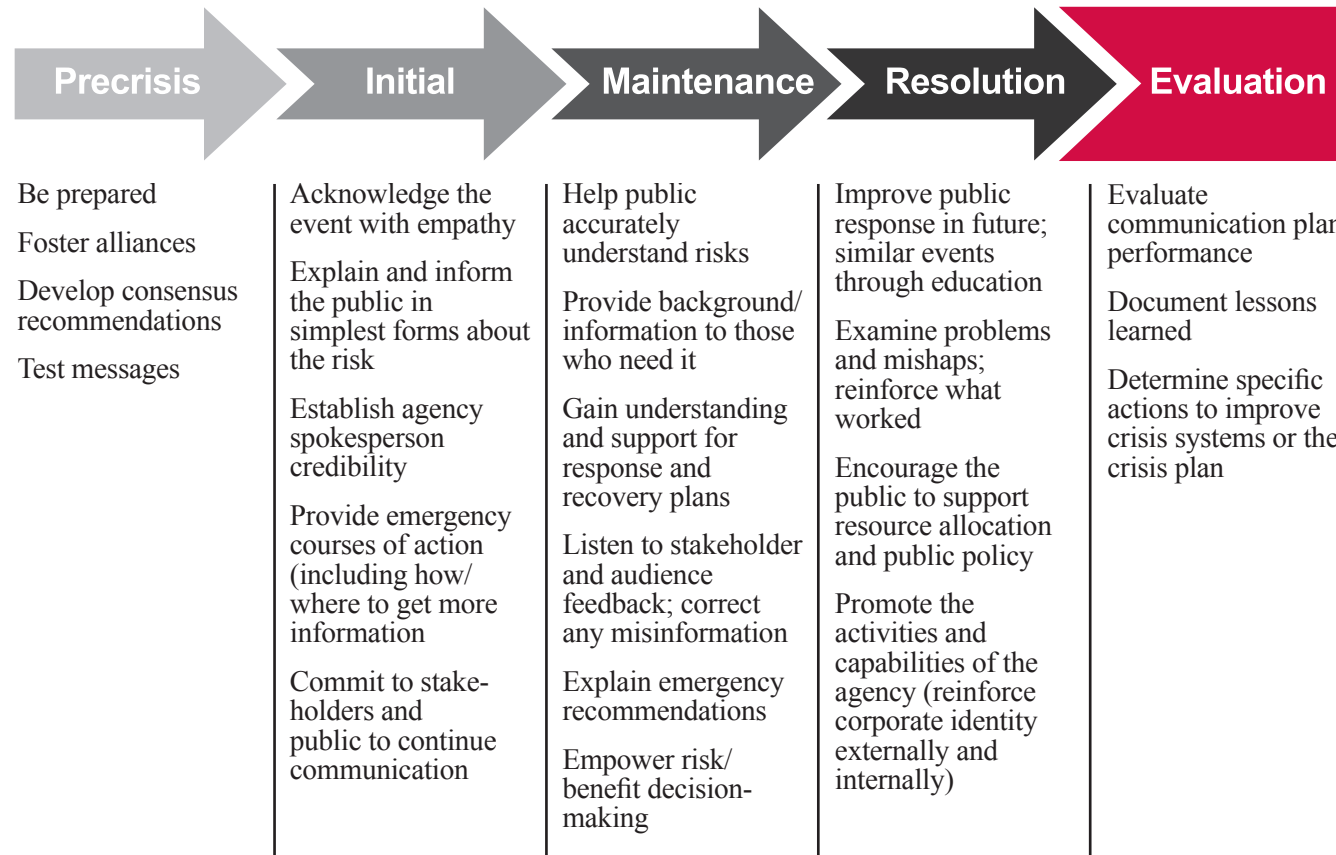 Precrisis
Initial
Maintenance
Resolution
Evaluation
Be prepared
Foster alliances
Develop consensus
recommendations
Test messages
Acknowledge the
event with empathy
Explain and inform
the public in
simplest forms about
the risk
Establish agency
spokesperson
credibility
Provide emergency
courses of action
(including how/
where to get more
information
Commit to stake-
holders and
public to continue
communication
Help public
accurately
understand risks
Provide background/
information to those
who need it
Gain understanding
and support for
response and
recovery plans
Listen to stakeholder
and audience
feedback; correct
any misinformation
Explain emergency
recommendations
Empower risk/
benefit decision-
making
Improve public
response in future;
similar events
through education
Examine problems
and mishaps;
reinforce what
worked
Encourage the
public to support
resource allocation
and public policy
Promote the
activities and
capabilities of the
agency (reinforce
corporate identity
externally and
internally)
Evaluate
communication plan
performance
Document lessons
learned
Determine specific
actions to improve
crisis systems or the
crisis plan